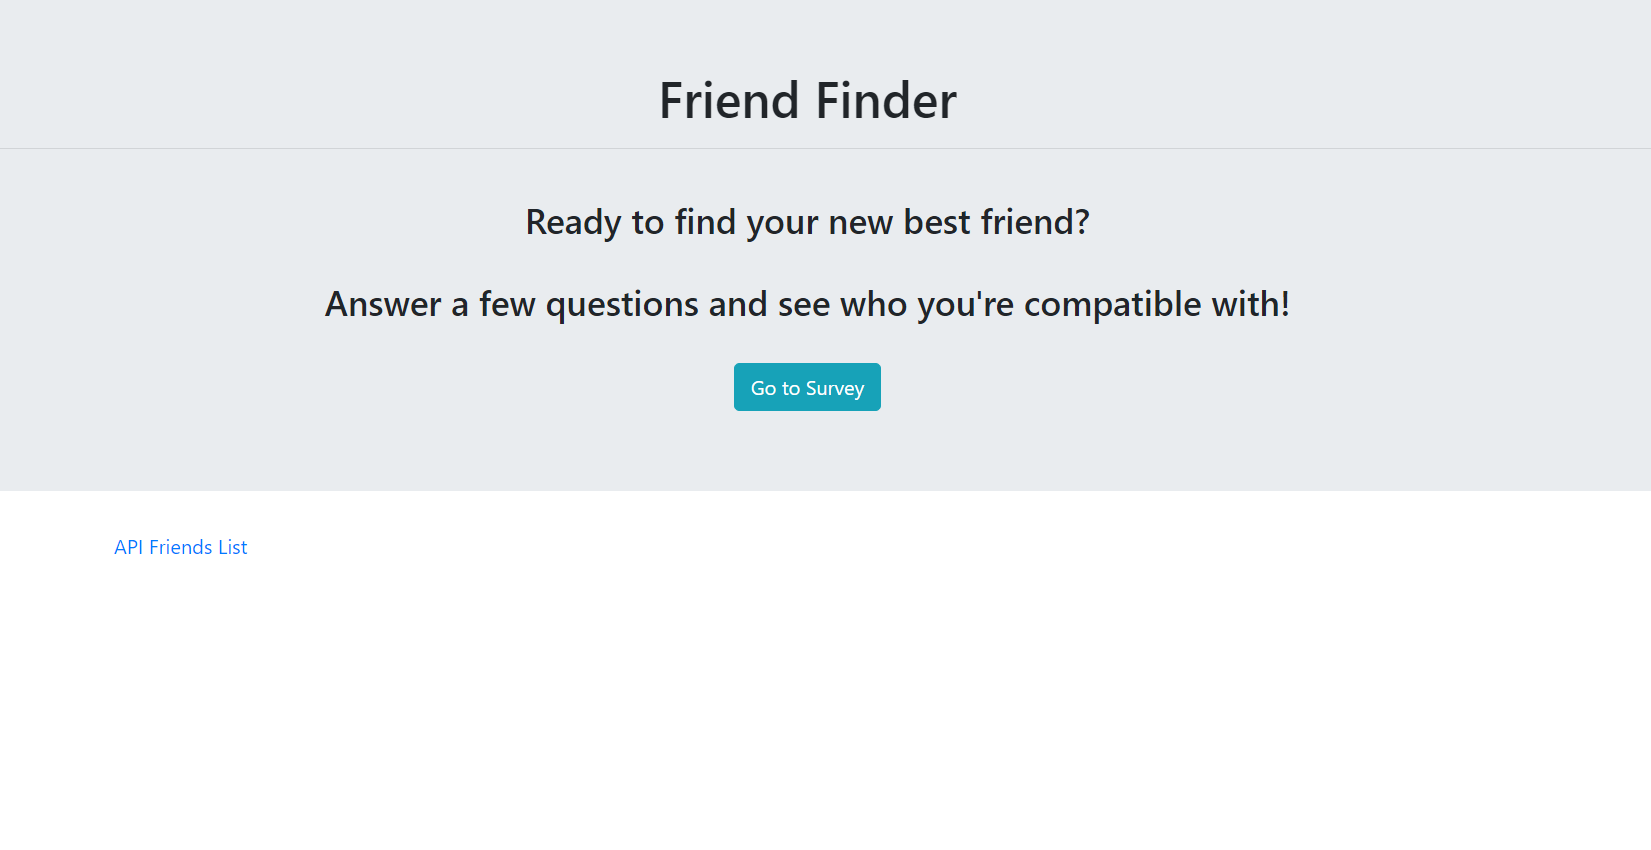 Friend Finder
Ready to find your new best friend?
Answer a few questions and see who you're compatible with!
Go to Survey
API Friends List